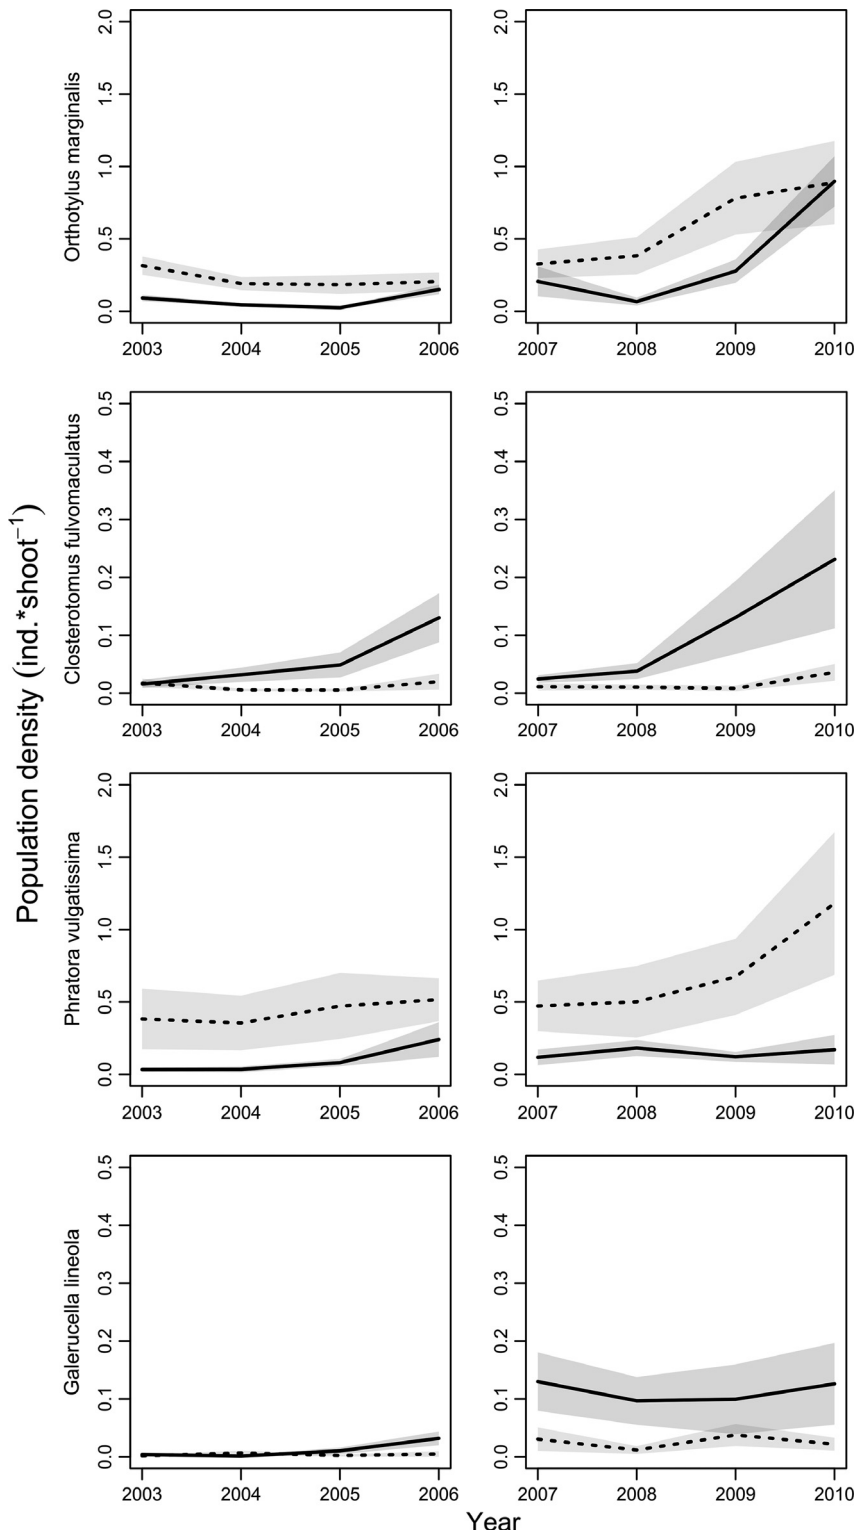 Population density (ind.*shoot⁻¹)
Orthotylus marginalis
0.0 0.5 1.0 1.5 2.0
2003 2004 2005 2006
0.0 0.5 1.0 1.5 2.0
2007 2008 2009 2010
Closterotomus fulvomaculatus
0.0 0.1 0.2 0.3 0.4 0.5
2003 2004 2005 2006
0.0 0.1 0.2 0.3 0.4 0.5
2007 2008 2009 2010
Phratora vulgatissima
0.0 0.5 1.0 1.5 2.0
2003 2004 2005 2006
0.0 0.5 1.0 1.5 2.0
2007 2008 2009 2010
Galerucella lineola
0.0 0.1 0.2 0.3 0.4 0.5
2003 2004 2005 2006
0.0 0.1 0.2 0.3 0.4 0.5
2007 2008 2009 2010
Year